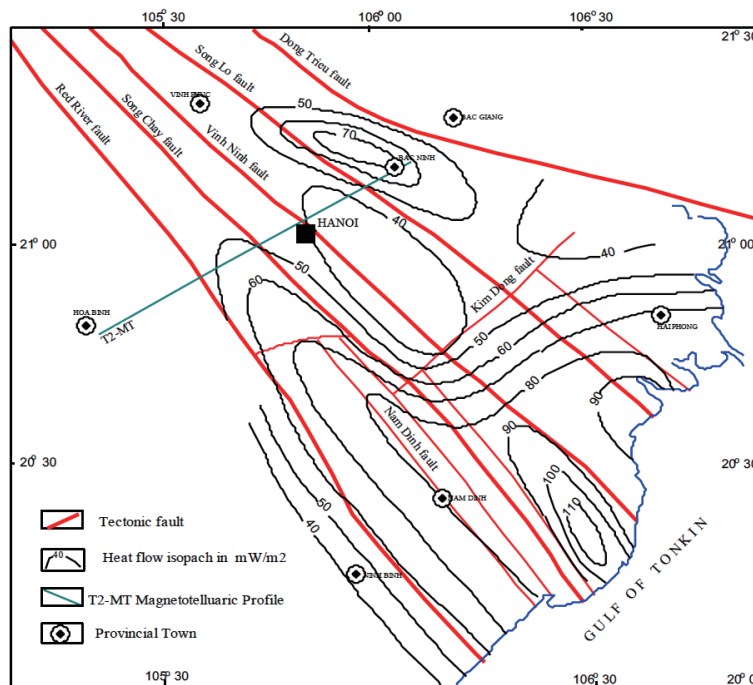 105° 30
106° 00
106° 30
21° 30
Dong Trieu fault
Song Lo fault
Red River fault
Song Chay fault
VINH PHUC
Vinh Ninh fault
50
BAC GIANG
70
BAC NINH
40
HANOI
21° 00
21° 00
40
50
60
Kim Dong fault
HOA BINH
T2-MT
50
HAI PHONG
60
80
90
90
Nam Dinh fault
20° 30
20° 30
100
110
NAM DINH
50
40
NINH BINH
GULF OF TONKIN
Tectonic fault
40
Heat flow isopach in mW/m2
T2-MT Magnetotelluaric Profile
Provincial Town
105° 30
106° 30
20° 0